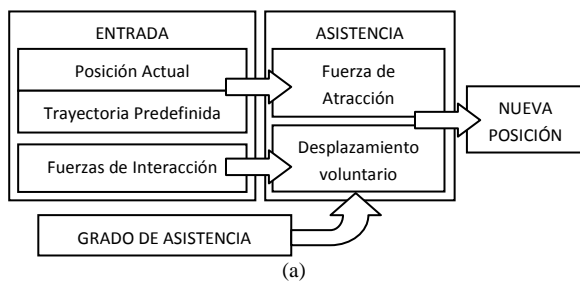 ENTRADA
Posición Actual
Trayectoria Predefinida
Fuerzas de Interacción
ASISTENCIA
Fuerza de
Atracción
Desplazamiento
voluntario
NUEVA
POSICIÓN
GRADO DE ASISTENCIA
(a)